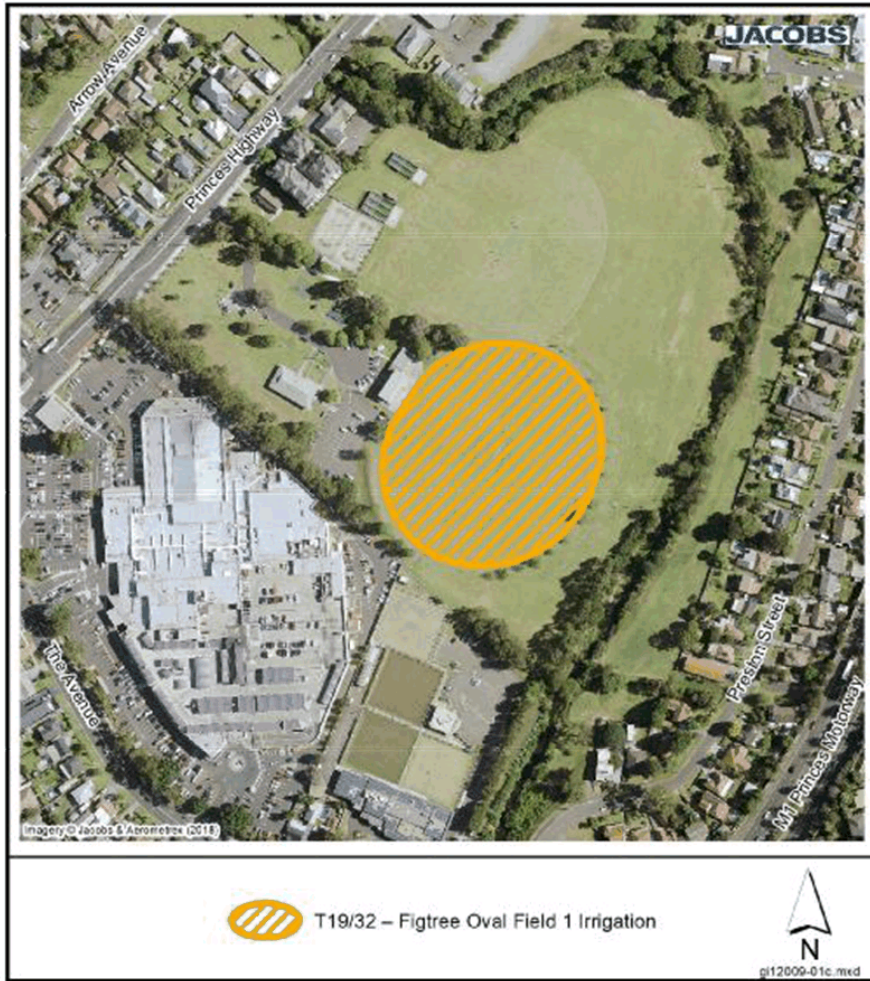 JACOBS
Arrow Avenue
Princes Highway
The Avenue
Preston Street
M1 Princes Motorway
Imagery © Jacobs & Aerometrex (2018)
T19/32 – Figtree Oval Field 1 Irrigation
N
gi12009-01c.mxd